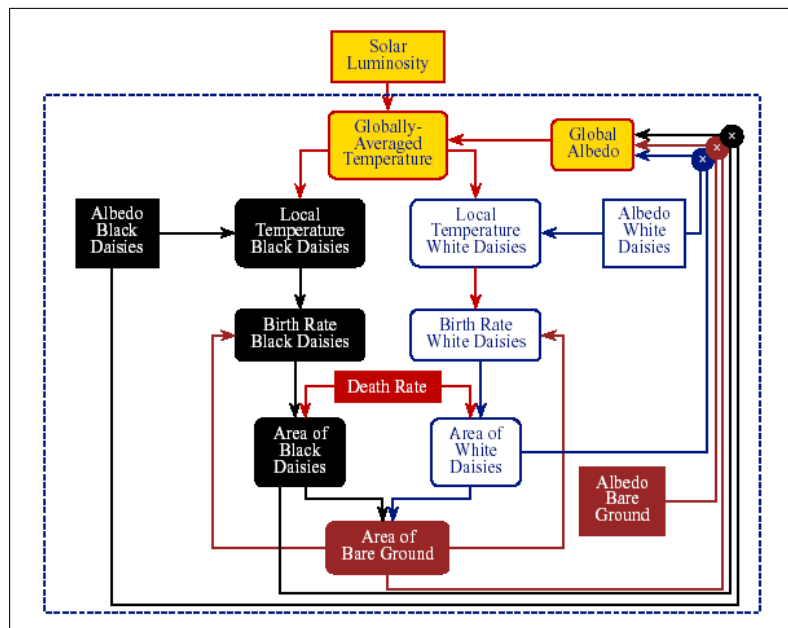 Solar
Luminosity
Globally-
Averaged
Temperature
Global
Albedo
×
×
×
Albedo
Black
Daisies
Local
Temperature
Black Daisies
Local
Temperature
White Daisies
Albedo
White
Daisies
Birth Rate
Black Daisies
Birth Rate
White Daisies
Death Rate
Area of
Black
Daisies
Area of
White
Daisies
Albedo
Bare
Ground
Area of
Bare Ground